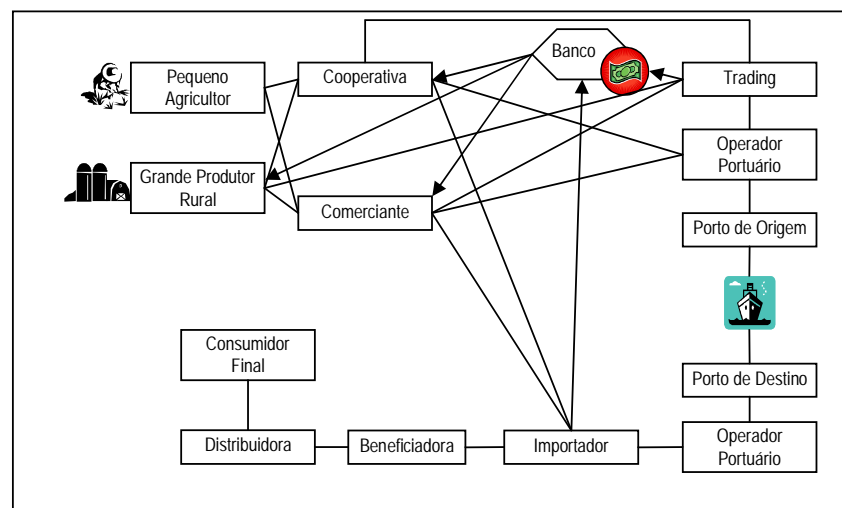 Pequeno
Agricultor
Cooperativa
Banco
Trading
Grande Produtor
Rural
Comerciante
Operador
Portuário
Porto de Origem
Consumidor
Final
Porto de Destino
Distribuidora
Beneficiadora
Importador
Operador
Portuário